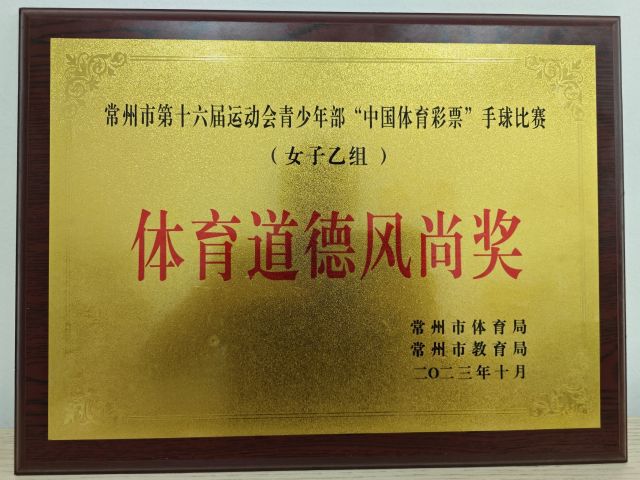 常州市第十六届运动会青少年部“中国体育彩票”手球比赛
（女子乙组）
体育道德风尚奖
常州市体育局
常州市教育局
二〇二三年十月